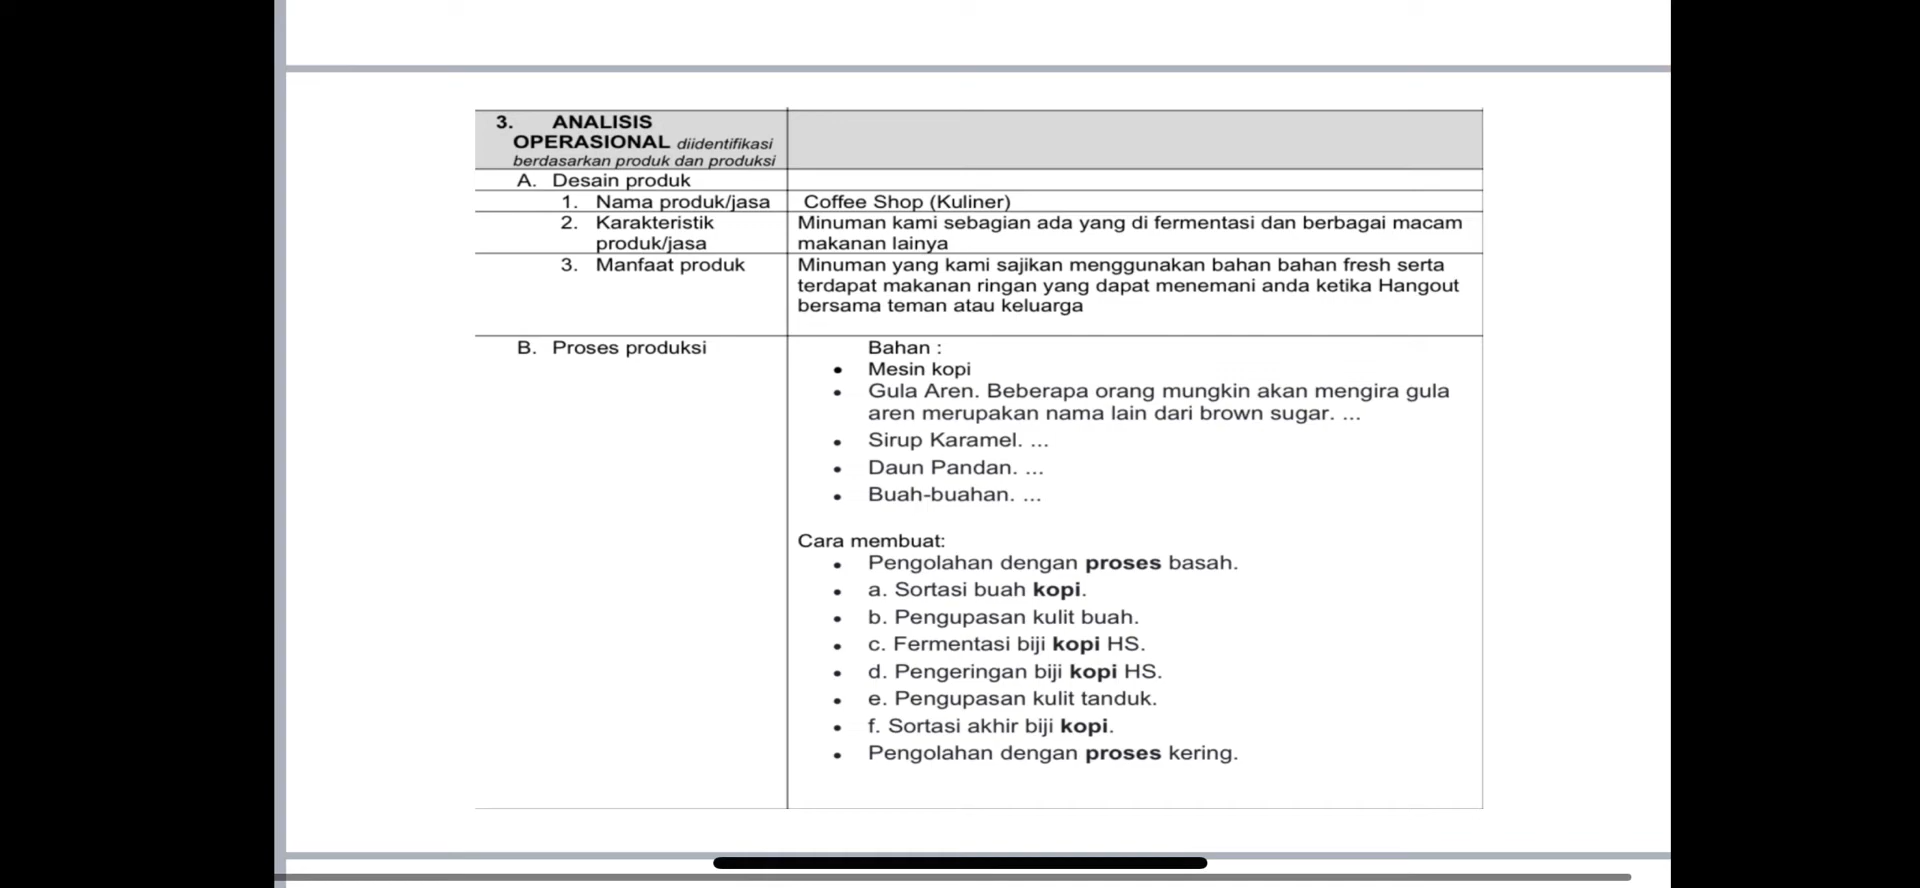 3. ANALISIS
OPERASIONAL diidentifikasi
berdasarkan produk dan produksi
A. Desain produk
1. Nama produk/jasa
Coffee Shop (Kuliner)
2. Karakteristik
produk/jasa
Minuman kami sebagian ada yang di fermentasi dan berbagai macam
makanan lainya
3. Manfaat produk
Minuman yang kami sajikan menggunakan bahan bahan fresh serta
terdapat makanan ringan yang dapat menemani anda ketika Hangout
bersama teman atau keluarga
B. Proses produksi
Bahan :
• Mesin kopi
• Gula Aren. Beberapa orang mungkin akan mengira gula
aren merupakan nama lain dari brown sugar. ...
• Sirup Karamel. ...
• Daun Pandan. ...
• Buah-buahan. ...
Cara membuat:
• Pengolahan dengan proses basah.
• a. Sortasi buah kopi.
• b. Pengupasan kulit buah.
• c. Fermentasi biji kopi HS.
• d. Pengeringan biji kopi HS.
• e. Pengupasan kulit tanduk.
• f. Sortasi akhir biji kopi.
• Pengolahan dengan proses kering.